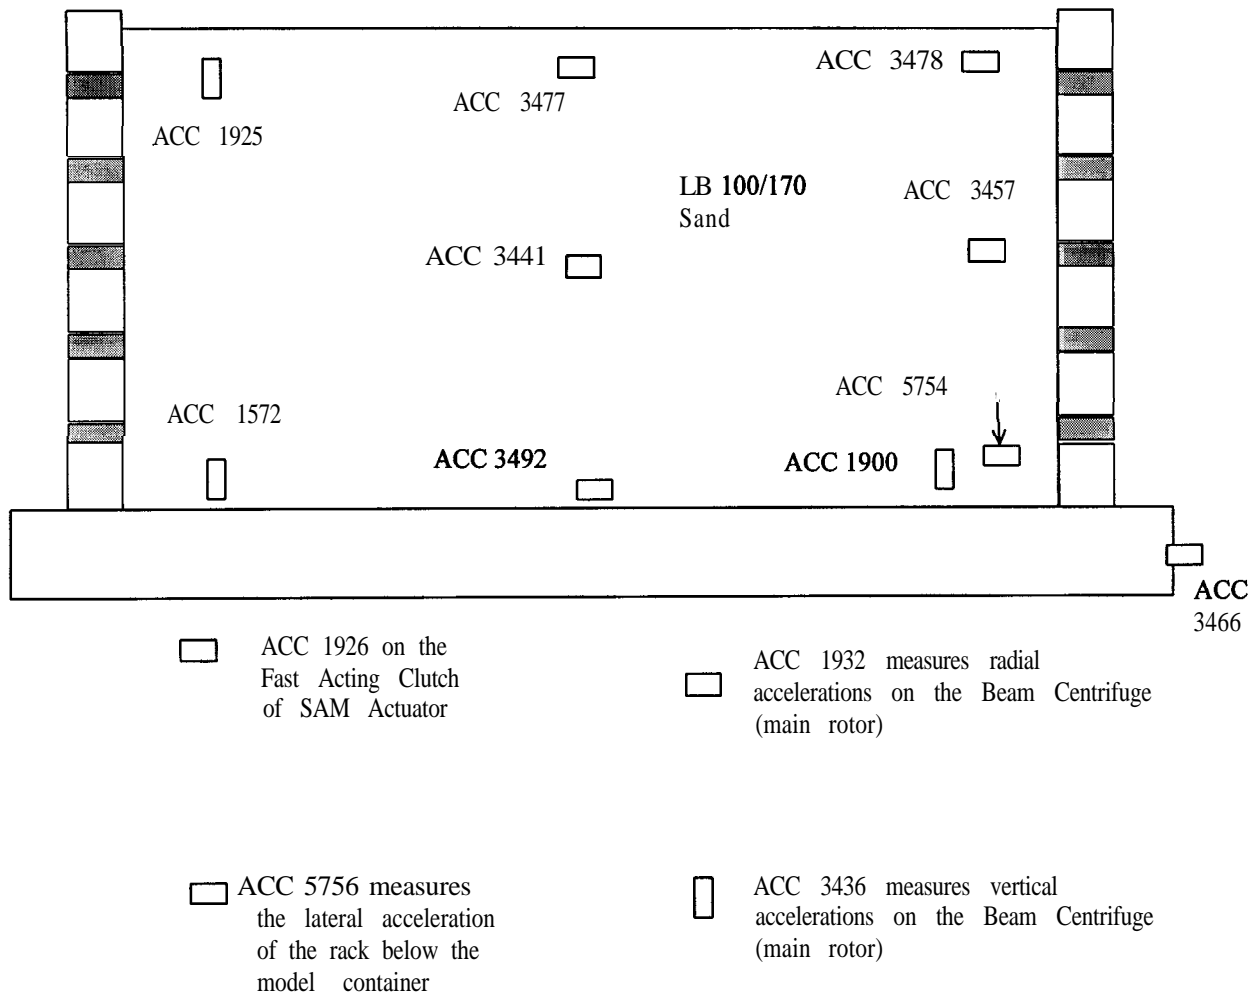 ACC 3478
ACC 3477
ACC 1925
LB 100/170
Sand
ACC 3457
ACC 3441
ACC 5754
ACC 1572
ACC 3492
ACC 1900
ACC
3466
ACC 1926 on the
Fast Acting Clutch
of SAM Actuator
ACC 1932 measures radial
accelerations on the Beam Centrifuge
(main rotor)
ACC 5756 measures
the lateral acceleration
of the rack below the
model container
ACC 3436 measures vertical
accelerations on the Beam Centrifuge
(main rotor)